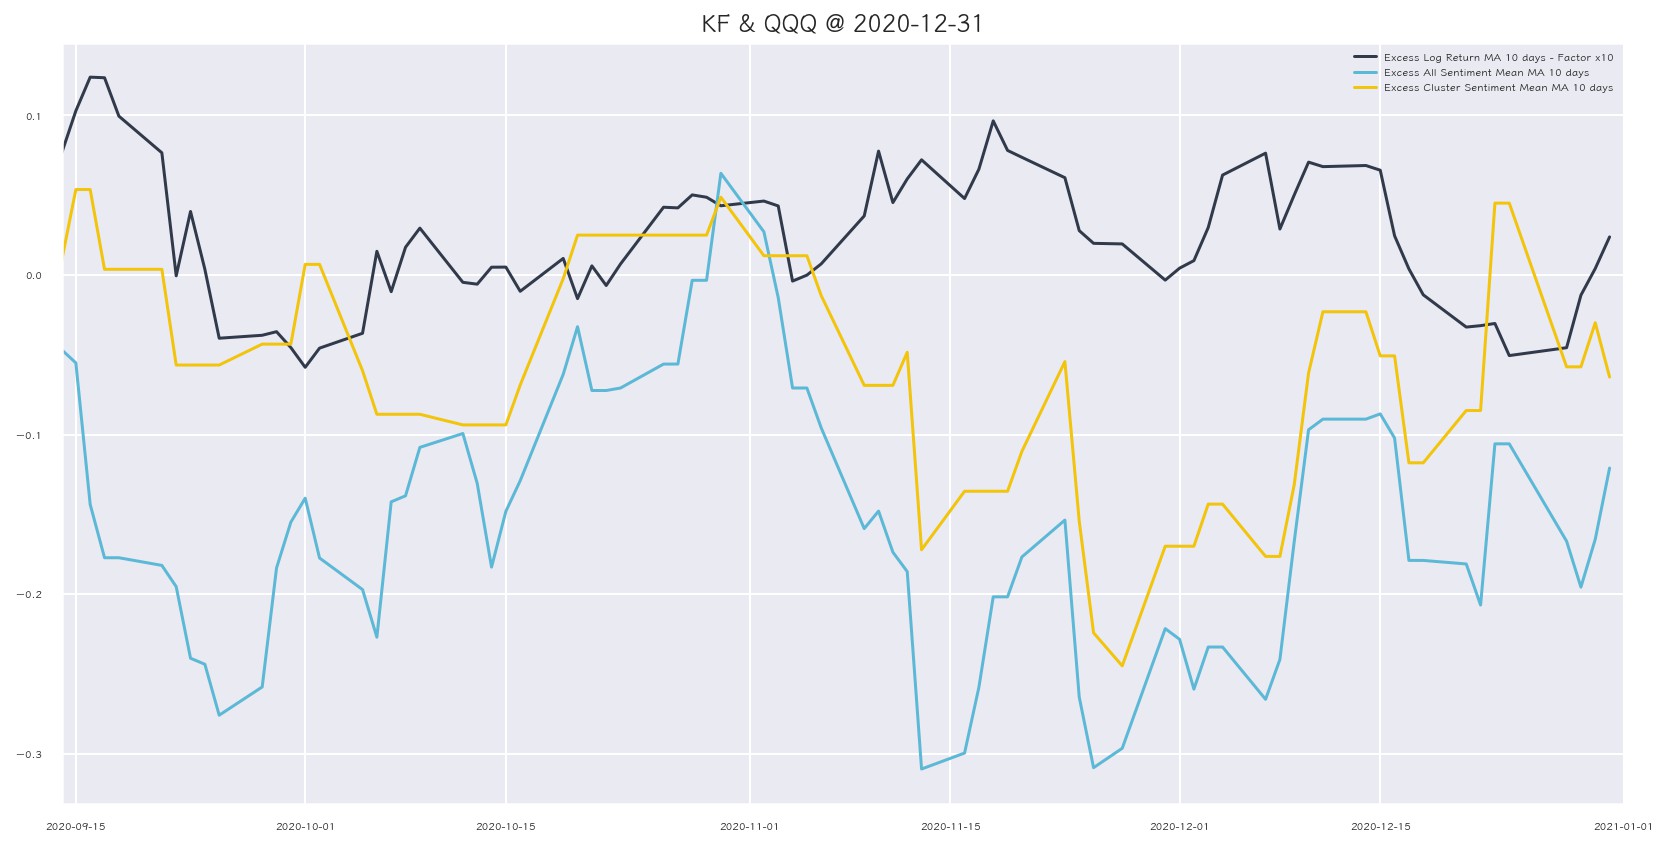 KF & QQQ @ 2020-12-31
Excess Log Return MA 10 days - Factor x10
Excess All Sentiment Mean MA 10 days
Excess Cluster Sentiment Mean MA 10 days
0.1
0.0
−0.1
−0.2
−0.3
2020-09-15 2020-10-01 2020-10-15 2020-11-01 2020-11-15 2020-12-01 2020-12-15 2021-01-01